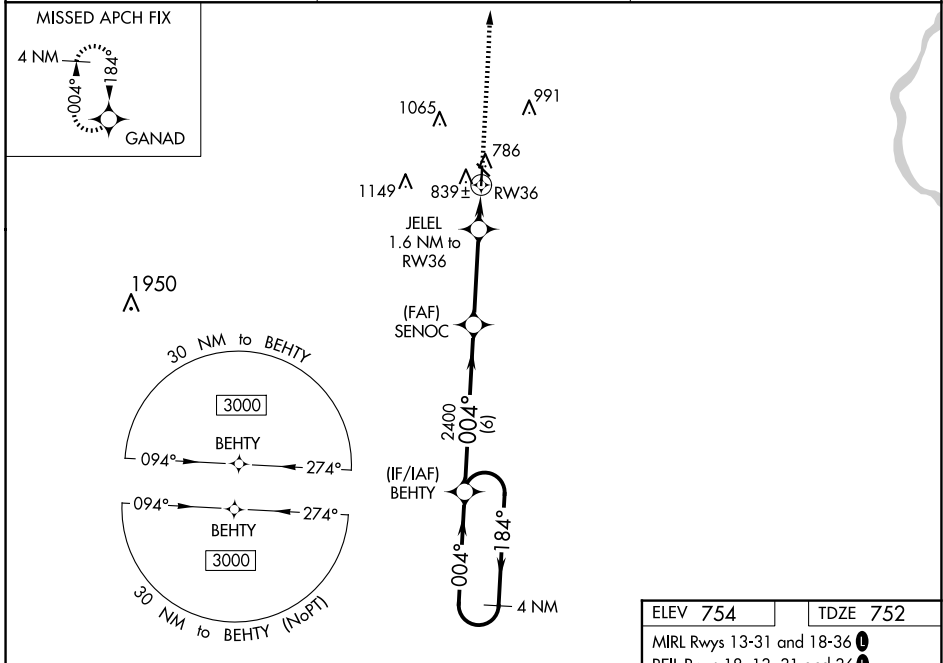 MISSED APCH FIX
4 NM
004°
184°
GANAD
1065
991
786
1149
839±
RW36
JELEL
1.6 NM to
RW36
1950
(FAF)
SENOC
30 NM to BEHTY
3000
BEHTY
094°
274°
094°
274°
BEHTY
3000
30 NM to BEHTY (NoPT)
2400
004°
(6)
(IF/IAF)
BEHTY
004°
184°
4 NM
ELEV 754
TDZE 752
MIRL Rwys 13-31 and 18-36 L